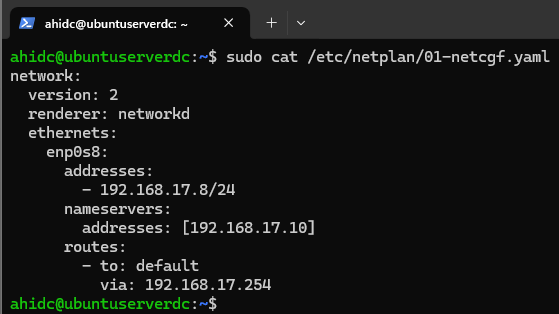 ahidc@ubuntuserverdc: ~
ahidc@ubuntuserverdc:~$ sudo cat /etc/netplan/01-netcgf.yaml
network:
  version: 2
  renderer: networkd
  ethernets:
    enp0s8:
      addresses:
        - 192.168.17.8/24
      nameservers:
        addresses: [192.168.17.10]
      routes:
        - to: default
          via: 192.168.17.254
ahidc@ubuntuserverdc:~$